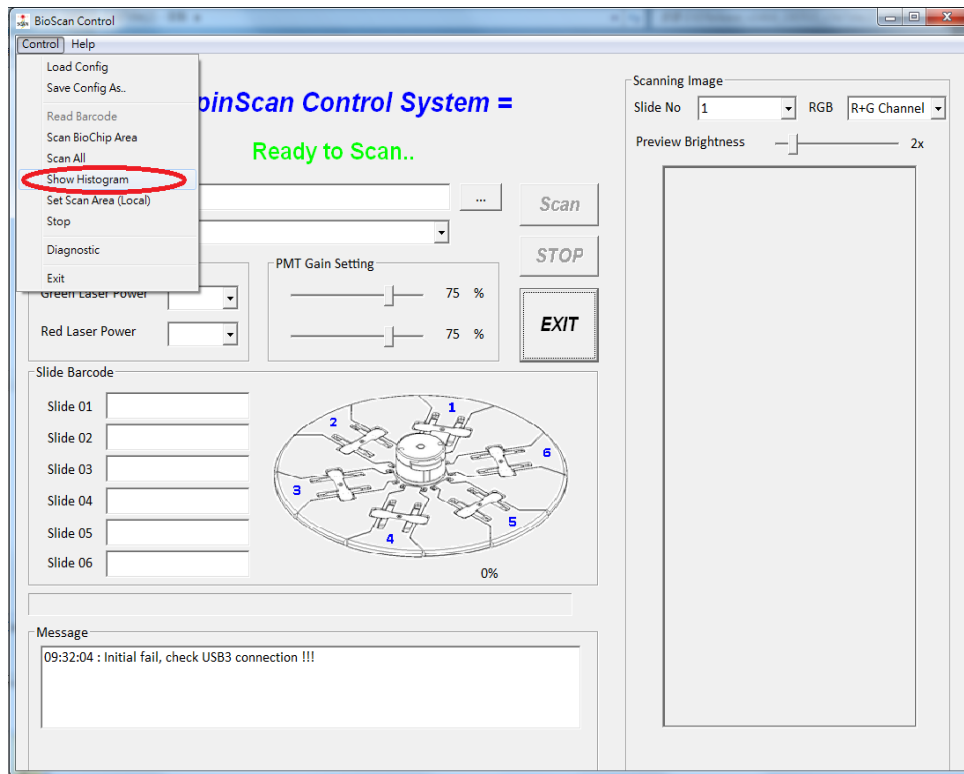 BioScan Control
Control Help
Load Config
Save Config As..
Read Barcode
Scan BioChip Area
Scan All
Show Histogram
Set Scan Area (Local)
Stop
Diagnostic
Exit
Scan Control System =
Ready to Scan..
...
Scan
STOP
EXIT
PMT Gain Setting
75 %
75 %
Green Laser Power
Red Laser Power
Slide Barcode
Slide 01
Slide 02
Slide 03
Slide 04
Slide 05
Slide 06
1
2
3
4
5
6
0%
Message
09:32:04 : Initial fail, check USB3 connection !!!
Scanning Image
Slide No 1 RGB R+G Channel
Preview Brightness 2x